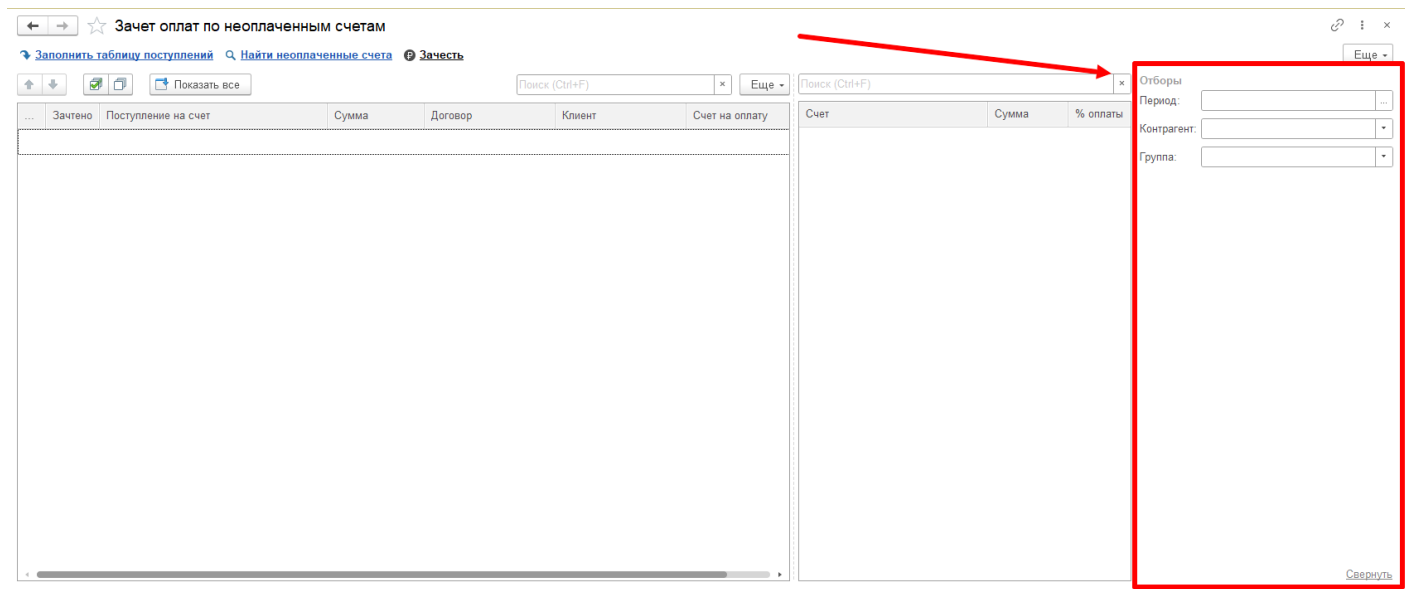 Зачет оплат по неоплаченным счетам
Заполнить таблицу поступлений Найти неоплаченные счета Зачесть Еще
Показать все Поиск (Ctrl+F) × Еще Поиск (Ctrl+F) × Отборы
... Зачтено Поступление на счет Сумма Договор Клиент Счет на оплату Счет Сумма % оплаты
Период: ...
Контрагент:
Группа:
Свернуть